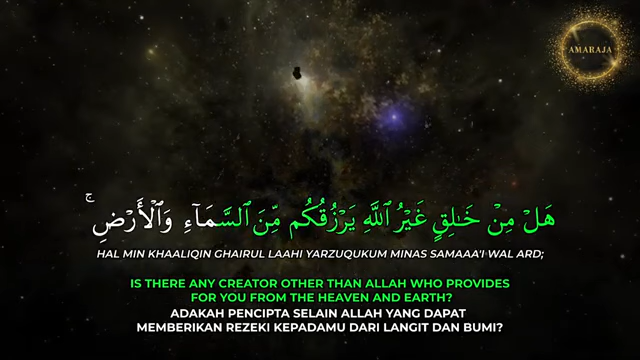 AMARAJA
هَلْ مِنْ خَـٰلِقٍ غَيْرُ ٱللَّهِ يَرْزُقُكُم مِّنَ ٱلسَّمَآءِ وَٱلْأَرْضِ ۚ
HAL MIN KHAALIQIN GHAIRUL LAAHI YARZUQUKUM MINAS SAMAAA'I WAL ARD;
IS THERE ANY CREATOR OTHER THAN ALLAH WHO PROVIDES
FOR YOU FROM THE HEAVEN AND EARTH?
ADAKAH PENCIPTA SELAIN ALLAH YANG DAPAT
MEMBERIKAN REZEKI KEPADAMU DARI LANGIT DAN BUMI?